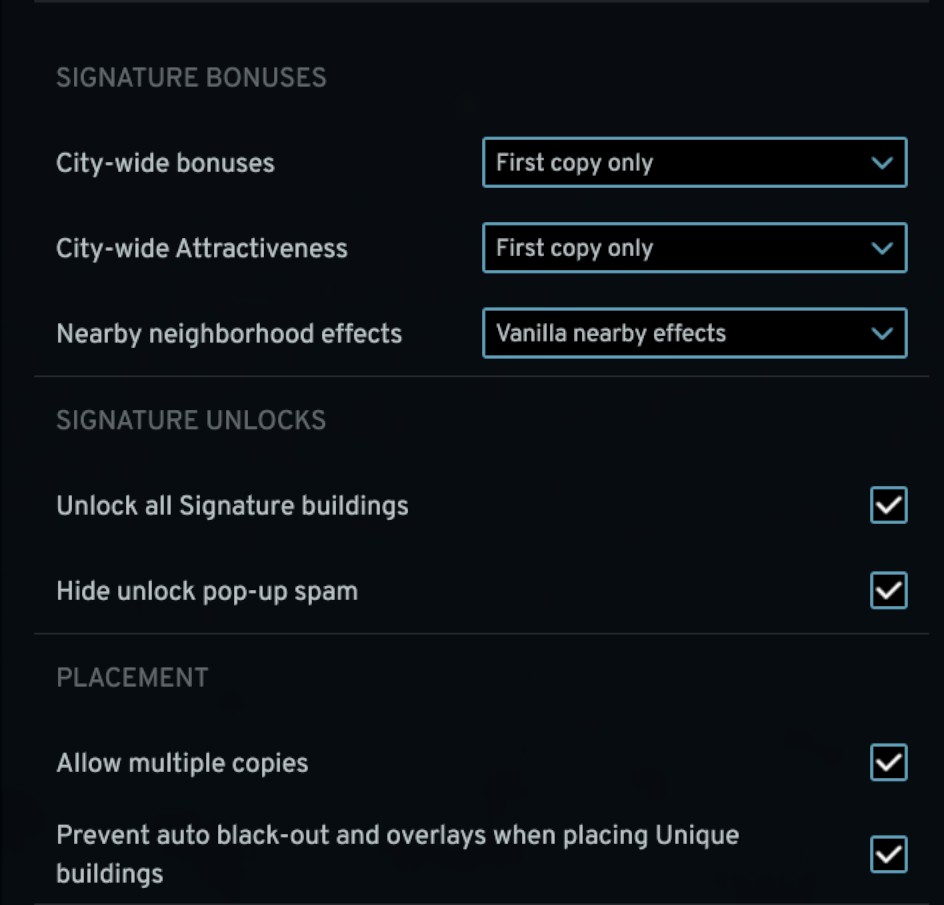 SIGNATURE BONUSES
City-wide bonuses
First copy only
City-wide Attractiveness
First copy only
Nearby neighborhood effects
Vanilla nearby effects
SIGNATURE UNLOCKS
Unlock all Signature buildings
Hide unlock pop-up spam
PLACEMENT
Allow multiple copies
Prevent auto black-out and overlays when placing Unique
buildings